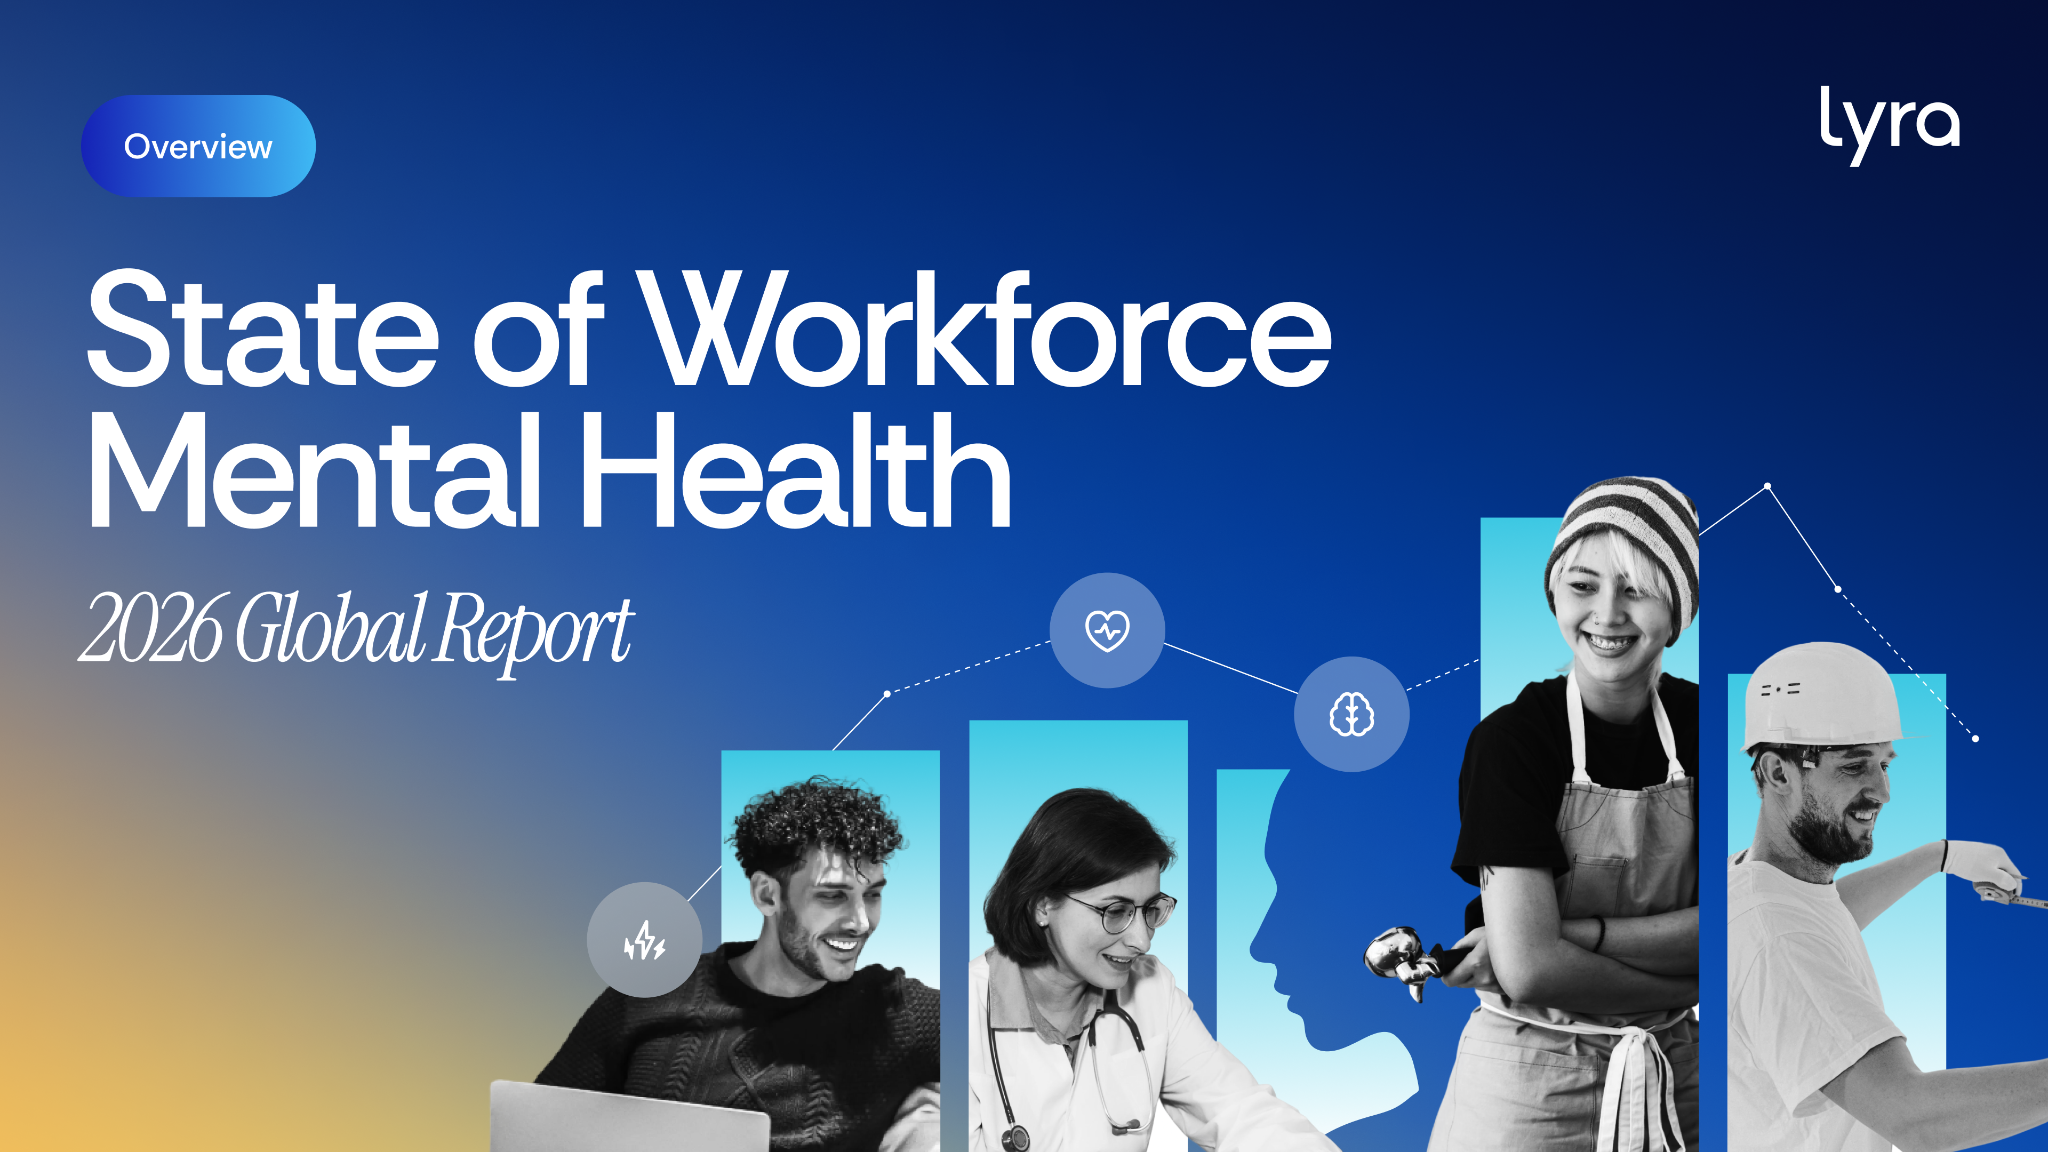 Overview
lyra
State of Workforce
Mental Health
2026 Global Report